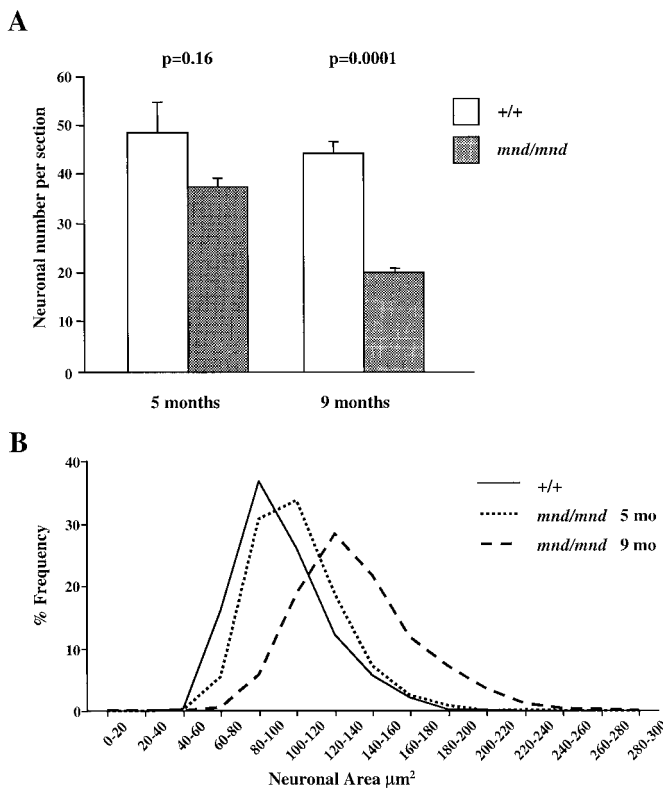 A
p=0.16 p=0.0001
Neuronal number per section
60
50
40
30
20
10
0
+/+
mnd/mnd
5 months 9 months
B
% Frequency
40
30
20
10
0
+/+
mnd/mnd 5 mo
mnd/mnd 9 mo
0-20 20-40 40-60 60-80 80-100 100-120 120-140 140-160 160-180 180-200 200-220 220-240 240-260 260-280 280-300
Neuronal Area μm²